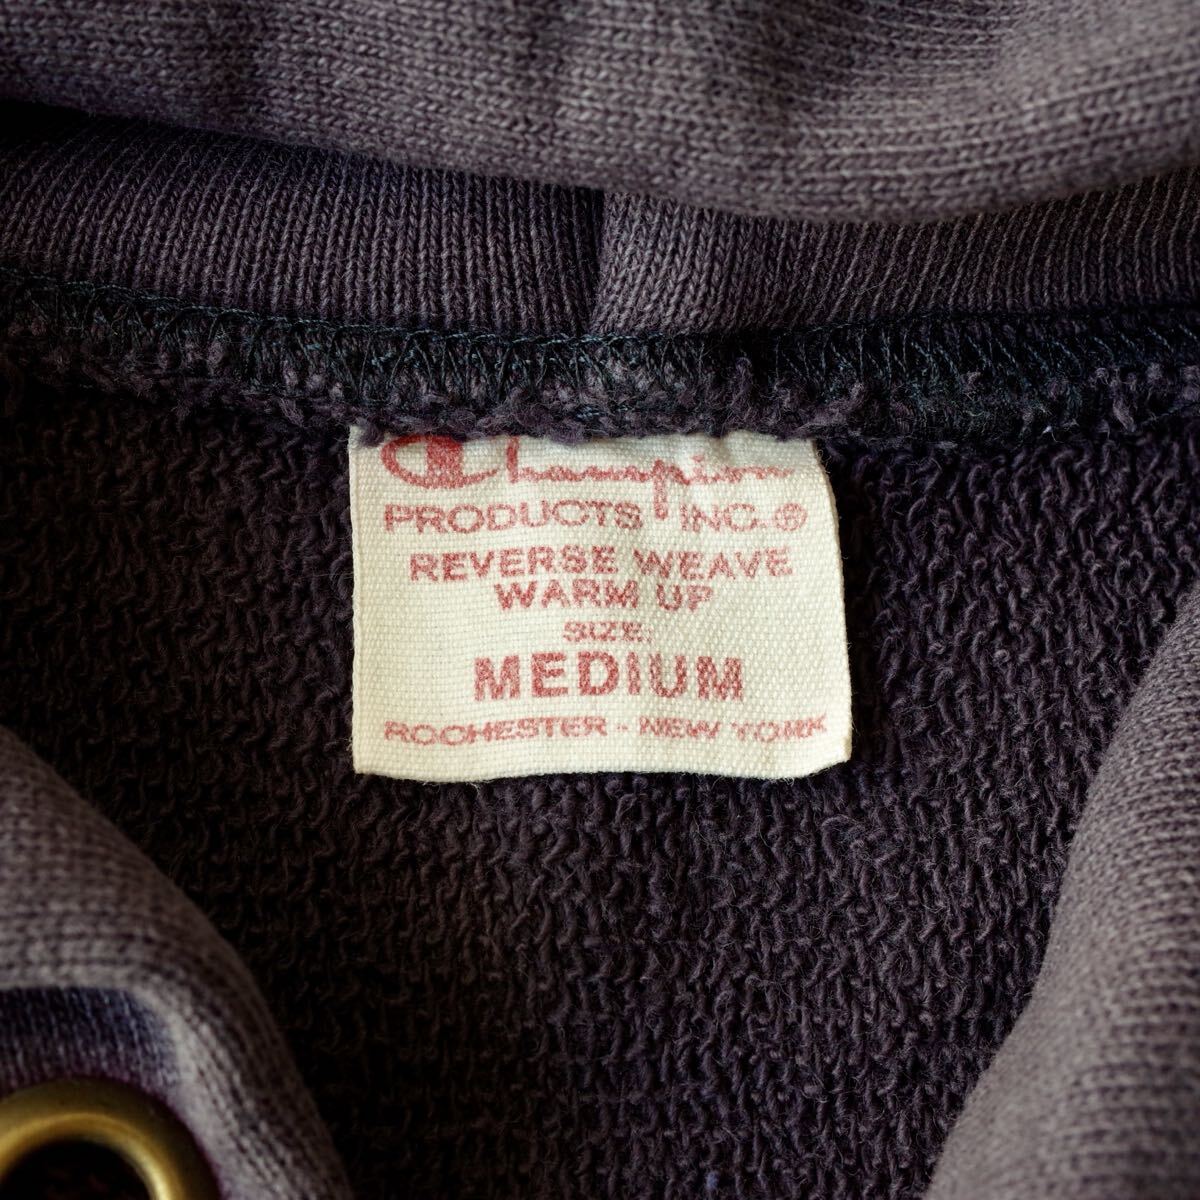 Champion
PRODUCTS INC.®
REVERSE WEAVE
WARM UP
SIZE:
MEDIUM
ROCHESTER - NEW YORK